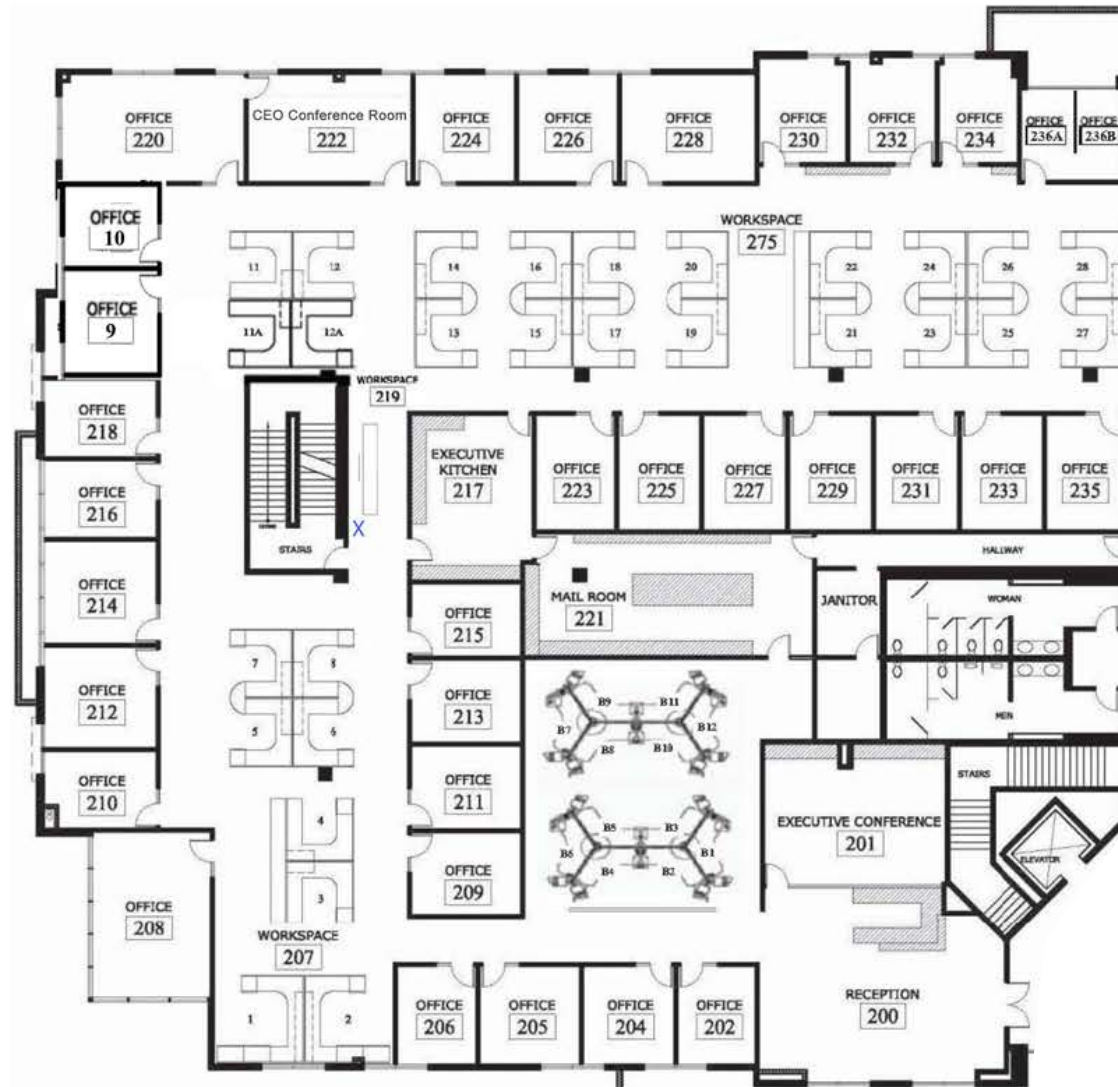 OFFICE
220
CEO Conference Room
222
OFFICE
224
OFFICE
226
OFFICE
228
OFFICE
230
OFFICE
232
OFFICE
234
OFFICE
236A
OFFICE
236B
OFFICE
10
OFFICE
9
WORKSPACE
275
11
12
14
16
18
20
22
24
26
28
11A
12A
13
15
17
19
21
23
25
27
WORKSPACE
219
OFFICE
218
OFFICE
216
OFFICE
214
OFFICE
212
OFFICE
210
STAIRS
X
EXECUTIVE
KITCHEN
217
OFFICE
223
OFFICE
225
OFFICE
227
OFFICE
229
OFFICE
231
OFFICE
233
OFFICE
235
HALLWAY
MAIL ROOM
221
JANITOR
WOMAN
MEN
OFFICE
215
OFFICE
213
OFFICE
211
OFFICE
209
7
8
5
6
4
3
B9
B11
B7
B12
B8
B10
B5
B3
B6
B1
B4
B2
STAIRS
EXECUTIVE CONFERENCE
201
ELEVATOR
OFFICE
208
WORKSPACE
207
1
2
OFFICE
206
OFFICE
205
OFFICE
204
OFFICE
202
RECEPTION
200